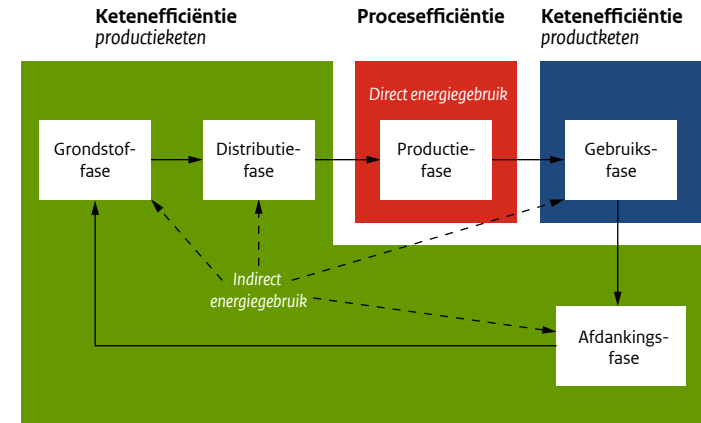 Ketenefficiëntie
productieketen
Procesefficiëntie
Ketenefficiëntie
productketen
Direct energiegebruik
Grondstof-
fase
Distributie-
fase
Productie-
fase
Gebruiks-
fase
Indirect
energiegebruik
Afdankings-
fase